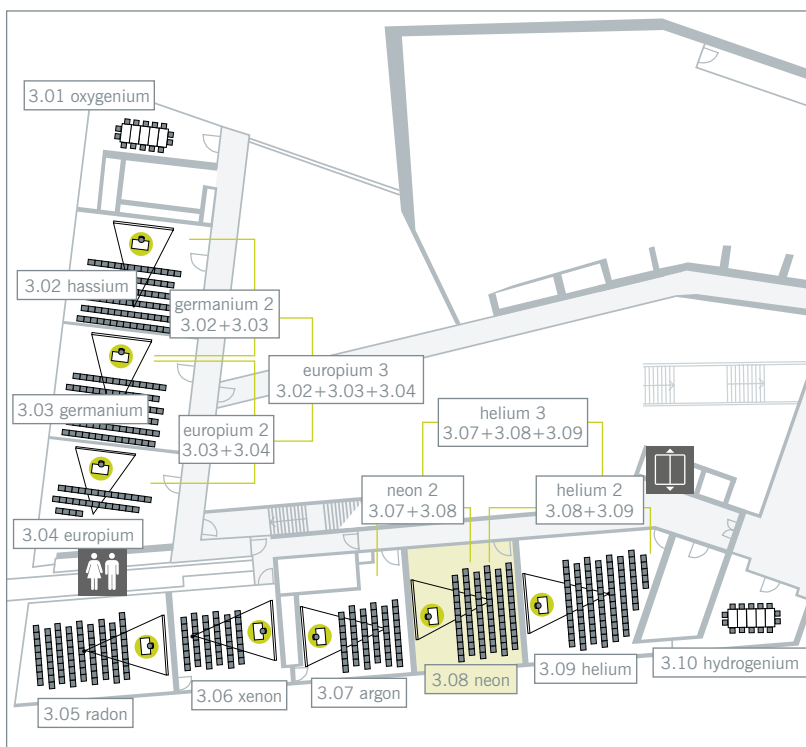 3.01 oxygenium
3.02 hassium
germanium 2
3.02+3.03
europium 3
3.02+3.03+3.04
3.03 germanium
europium 2
3.03+3.04
helium 3
3.07+3.08+3.09
neon 2
3.07+3.08
helium 2
3.08+3.09
3.04 europium
3.05 radon
3.06 xenon
3.07 argon
3.08 neon
3.09 helium
3.10 hydrogenium